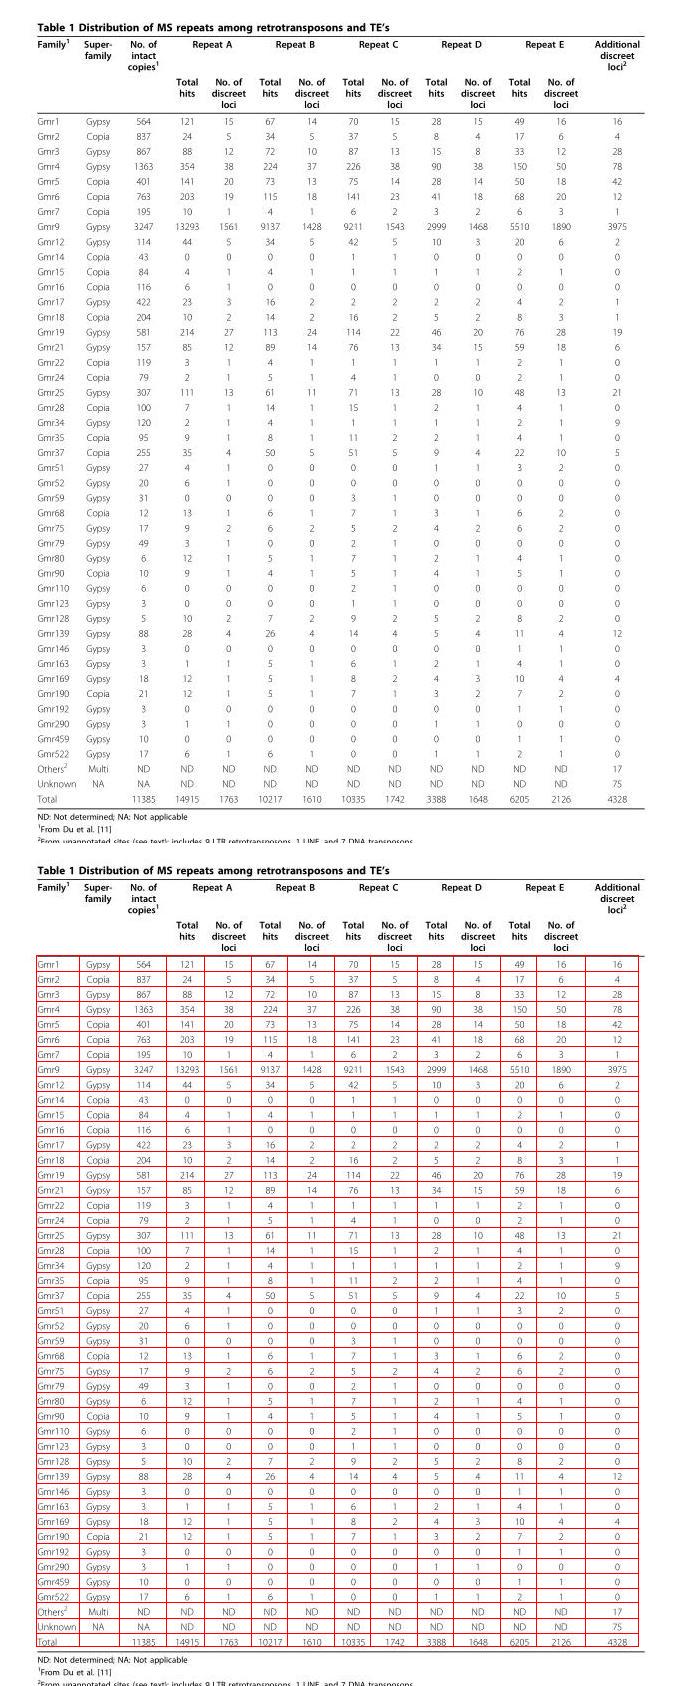 Table 1 Distribution of MS repeats among retrotransposons and TE's
Family1 Super-family No. of intact copies1 Repeat A Repeat B Repeat C Repeat D Repeat E Additional discreet loci2
Total hits No. of discreet loci Total hits No. of discreet loci Total hits No. of discreet loci Total hits No. of discreet loci Total hits No. of discreet loci
Gmr1 Gypsy 564 121 15 67 14 70 15 28 15 49 16 16
Gmr2 Copia 837 24 5 34 5 37 5 8 4 17 6 4
Gmr3 Gypsy 867 88 12 72 10 87 13 15 8 33 12 28
Gmr4 Gypsy 1363 354 38 224 37 226 38 90 38 150 50 78
Gmr5 Copia 401 141 20 73 13 75 14 28 14 50 18 42
Gmr6 Copia 763 203 19 115 18 141 23 41 18 68 20 12
Gmr7 Copia 195 10 1 4 1 6 2 3 2 6 3 1
Gmr9 Gypsy 3247 13293 1561 9137 1428 9211 1543 2999 1468 5510 1890 3975
Gmr12 Gypsy 114 44 5 34 5 42 5 10 3 20 6 2
Gmr14 Copia 43 0 0 0 0 1 1 0 0 0 0 0
Gmr15 Copia 84 4 1 4 1 1 1 1 1 2 1 0
Gmr16 Copia 116 6 1 0 0 0 0 0 0 0 0 0
Gmr17 Gypsy 422 23 3 16 2 2 2 2 2 4 2 1
Gmr18 Copia 204 10 2 14 2 16 2 5 2 8 3 1
Gmr19 Gypsy 581 214 27 113 24 114 22 46 20 76 28 19
Gmr21 Gypsy 157 85 12 89 14 76 13 34 15 59 18 6
Gmr22 Copia 119 3 1 4 1 1 1 1 1 2 1 0
Gmr24 Copia 79 2 1 5 1 4 1 0 0 2 1 0
Gmr25 Gypsy 307 111 13 61 11 71 13 28 10 48 13 21
Gmr28 Copia 100 7 1 14 1 15 1 2 1 4 1 0
Gmr34 Gypsy 120 2 1 4 1 1 1 1 1 2 1 9
Gmr35 Copia 95 9 1 8 1 11 2 2 1 4 1 0
Gmr37 Copia 255 35 4 50 5 51 5 9 4 22 10 5
Gmr51 Gypsy 27 4 1 0 0 0 0 1 1 3 2 0
Gmr52 Gypsy 20 6 1 0 0 0 0 0 0 0 0 0
Gmr59 Gypsy 31 0 0 0 0 3 1 0 0 0 0 0
Gmr68 Copia 12 13 1 6 1 7 1 3 1 6 2 0
Gmr75 Gypsy 17 9 2 6 2 5 2 4 2 6 2 0
Gmr79 Gypsy 49 3 1 0 0 2 1 0 0 0 0 0
Gmr80 Gypsy 6 12 1 5 1 7 1 2 1 4 1 0
Gmr90 Copia 10 9 1 4 1 5 1 4 1 5 1 0
Gmr110 Gypsy 6 0 0 0 0 2 1 0 0 0 0 0
Gmr123 Gypsy 3 0 0 0 0 1 1 0 0 0 0 0
Gmr128 Gypsy 5 10 2 7 2 9 2 5 2 8 2 0
Gmr139 Gypsy 88 28 4 26 4 14 4 5 4 11 4 12
Gmr146 Gypsy 3 0 0 0 0 0 0 0 0 1 1 0
Gmr163 Gypsy 3 1 1 5 1 6 1 2 1 4 1 0
Gmr169 Gypsy 18 12 1 5 1 8 2 4 3 10 4 4
Gmr190 Copia 21 12 1 5 1 7 1 3 2 7 2 0
Gmr192 Gypsy 3 0 0 0 0 0 0 0 0 1 1 0
Gmr290 Gypsy 3 1 1 0 0 0 0 1 1 0 0 0
Gmr459 Gypsy 10 0 0 0 0 0 0 0 0 1 1 0
Gmr522 Gypsy 17 6 1 6 1 0 0 1 1 2 1 0
Others2 Multi ND ND ND ND ND ND ND ND ND ND ND 17
Unknown NA NA ND ND ND ND ND ND ND ND ND ND 75
Total 11385 14915 1763 10217 1610 10335 1742 3388 1648 6205 2126 4328
ND: Not determined; NA: Not applicable
1From Du et al. [11]
2From unannotated sites (see text); includes 9 LTR retrotransposons, 1 LINE, and 7 DNA transposons
Table 1 Distribution of MS repeats among retrotransposons and TE's
Family1 Super-family No. of intact copies1 Repeat A Repeat B Repeat C Repeat D Repeat E Additional discreet loci2
Total hits No. of discreet loci Total hits No. of discreet loci Total hits No. of discreet loci Total hits No. of discreet loci Total hits No. of discreet loci
Gmr1 Gypsy 564 121 15 67 14 70 15 28 15 49 16 16
Gmr2 Copia 837 24 5 34 5 37 5 8 4 17 6 4
Gmr3 Gypsy 867 88 12 72 10 87 13 15 8 33 12 28
Gmr4 Gypsy 1363 354 38 224 37 226 38 90 38 150 50 78
Gmr5 Copia 401 141 20 73 13 75 14 28 14 50 18 42
Gmr6 Copia 763 203 19 115 18 141 23 41 18 68 20 12
Gmr7 Copia 195 10 1 4 1 6 2 3 2 6 3 1
Gmr9 Gypsy 3247 13293 1561 9137 1428 9211 1543 2999 1468 5510 1890 3975
Gmr12 Gypsy 114 44 5 34 5 42 5 10 3 20 6 2
Gmr14 Copia 43 0 0 0 0 1 1 0 0 0 0 0
Gmr15 Copia 84 4 1 4 1 1 1 1 1 2 1 0
Gmr16 Copia 116 6 1 0 0 0 0 0 0 0 0 0
Gmr17 Gypsy 422 23 3 16 2 2 2 2 2 4 2 1
Gmr18 Copia 204 10 2 14 2 16 2 5 2 8 3 1
Gmr19 Gypsy 581 214 27 113 24 114 22 46 20 76 28 19
Gmr21 Gypsy 157 85 12 89 14 76 13 34 15 59 18 6
Gmr22 Copia 119 3 1 4 1 1 1 1 1 2 1 0
Gmr24 Copia 79 2 1 5 1 4 1 0 0 2 1 0
Gmr25 Gypsy 307 111 13 61 11 71 13 28 10 48 13 21
Gmr28 Copia 100 7 1 14 1 15 1 2 1 4 1 0
Gmr34 Gypsy 120 2 1 4 1 1 1 1 1 2 1 9
Gmr35 Copia 95 9 1 8 1 11 2 2 1 4 1 0
Gmr37 Copia 255 35 4 50 5 51 5 9 4 22 10 5
Gmr51 Gypsy 27 4 1 0 0 0 0 1 1 3 2 0
Gmr52 Gypsy 20 6 1 0 0 0 0 0 0 0 0 0
Gmr59 Gypsy 31 0 0 0 0 3 1 0 0 0 0 0
Gmr68 Copia 12 13 1 6 1 7 1 3 1 6 2 0
Gmr75 Gypsy 17 9 2 6 2 5 2 4 2 6 2 0
Gmr79 Gypsy 49 3 1 0 0 2 1 0 0 0 0 0
Gmr80 Gypsy 6 12 1 5 1 7 1 2 1 4 1 0
Gmr90 Copia 10 9 1 4 1 5 1 4 1 5 1 0
Gmr110 Gypsy 6 0 0 0 0 2 1 0 0 0 0 0
Gmr123 Gypsy 3 0 0 0 0 1 1 0 0 0 0 0
Gmr128 Gypsy 5 10 2 7 2 9 2 5 2 8 2 0
Gmr139 Gypsy 88 28 4 26 4 14 4 5 4 11 4 12
Gmr146 Gypsy 3 0 0 0 0 0 0 0 0 1 1 0
Gmr163 Gypsy 3 1 1 5 1 6 1 2 1 4 1 0
Gmr169 Gypsy 18 12 1 5 1 8 2 4 3 10 4 4
Gmr190 Copia 21 12 1 5 1 7 1 3 2 7 2 0
Gmr192 Gypsy 3 0 0 0 0 0 0 0 0 1 1 0
Gmr290 Gypsy 3 1 1 0 0 0 0 1 1 0 0 0
Gmr459 Gypsy 10 0 0 0 0 0 0 0 0 1 1 0
Gmr522 Gypsy 17 6 1 6 1 0 0 1 1 2 1 0
Others2 Multi ND ND ND ND ND ND ND ND ND ND ND 17
Unknown NA NA ND ND ND ND ND ND ND ND ND ND 75
Total 11385 14915 1763 10217 1610 10335 1742 3388 1648 6205 2126 4328
ND: Not determined; NA: Not applicable
1From Du et al. [11]
2From unannotated sites (see text); includes 9 LTR retrotransposons, 1 LINE, and 7 DNA transposons